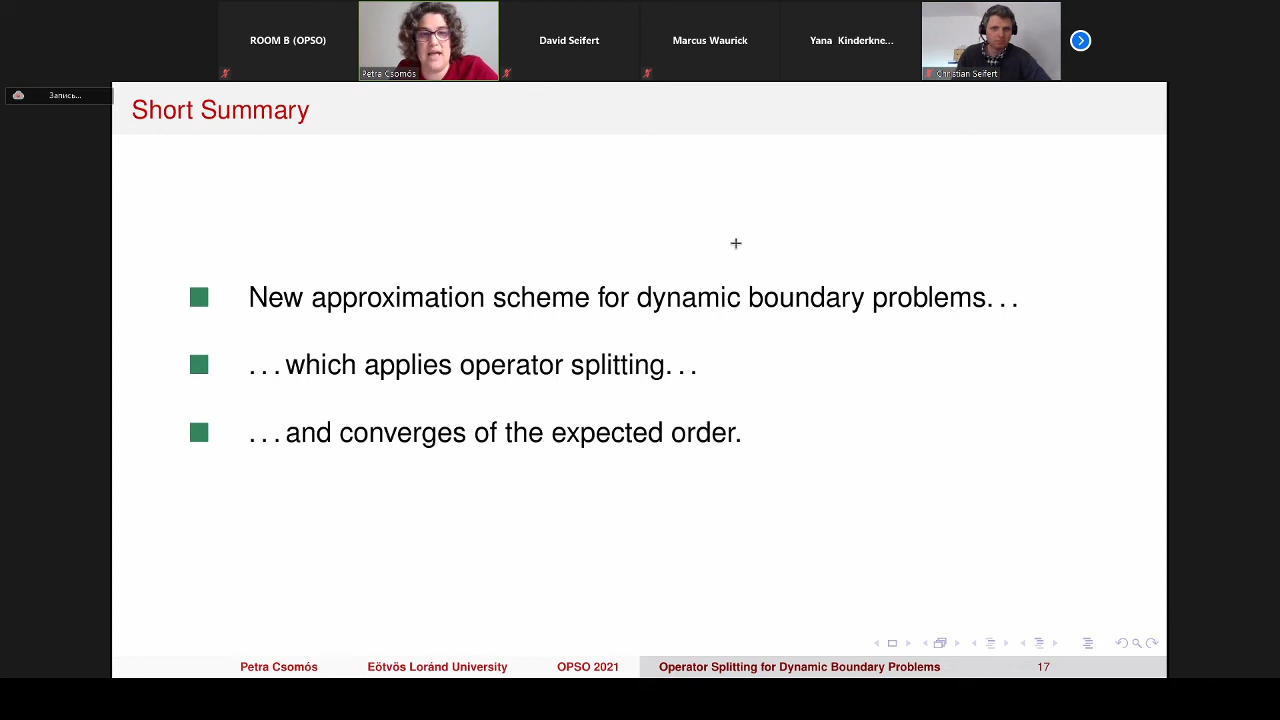 ROOM B (OPSO)
David Seifert
Marcus Waurick
Yana Kinderkne...
Petra Csomós
Christian Seifert
Запись...
Short Summary
New approximation scheme for dynamic boundary problems...
...which applies operator splitting...
...and converges of the expected order.
Petra Csomós Eötvös Loránd University OPSO 2021 Operator Splitting for Dynamic Boundary Problems 17